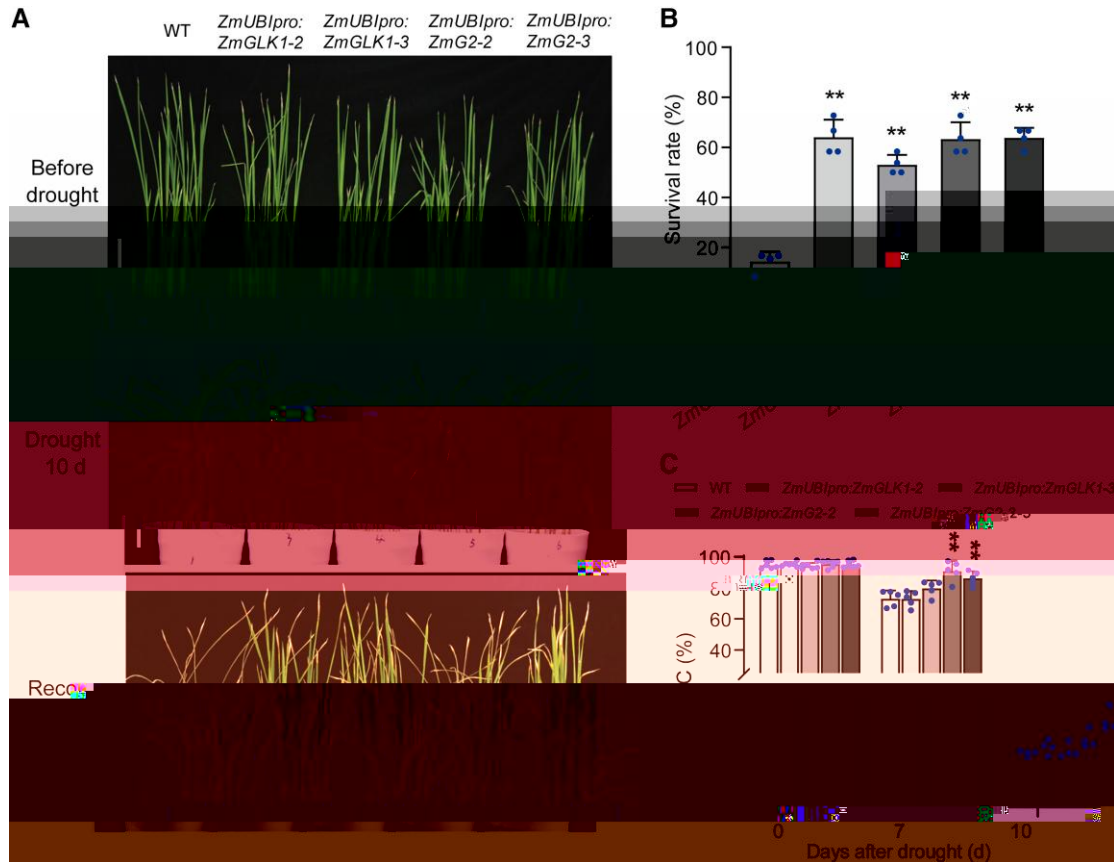 A
WT
ZmUBIpro:
ZmGLK1-2
ZmUBIpro:
ZmGLK1-3
ZmUBIpro:
ZmG2-2
ZmUBIpro:
ZmG2-3
Before
drought
Drought
10 d
B
Survival rate (%)
100
80
60
40
20
**
**
**
**
C
WT
ZmUBIpro:ZmGLK1-2
ZmUBIpro:ZmGLK1-3
ZmUBIpro:ZmG2-2
100
80
60
40
C (%)
**
**
0
7
10
Days after drought (d)